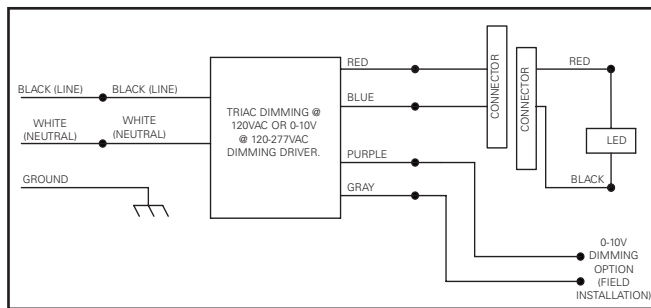 BLACK (LINE)
BLACK (LINE)
WHITE
(NEUTRAL)
WHITE
(NEUTRAL)
GROUND
TRIAC DIMMING @
120VAC OR 0-10V
@ 120-277VAC
DIMMING DRIVER.
RED
BLUE
PURPLE
GRAY
CONNECTOR
CONNECTOR
RED
LED
BLACK
0-10V
DIMMING
OPTION
(FIELD
INSTALLATION)